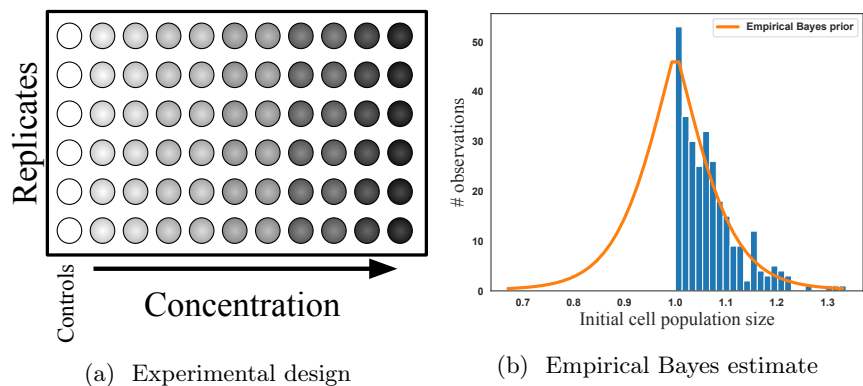 Replicates
Controls
Concentration
(a) Experimental design
# observations
50
40
30
20
10
0
Empirical Bayes prior
0.7 0.8 0.9 1.0 1.1 1.2 1.3
Initial cell population size
(b) Empirical Bayes estimate